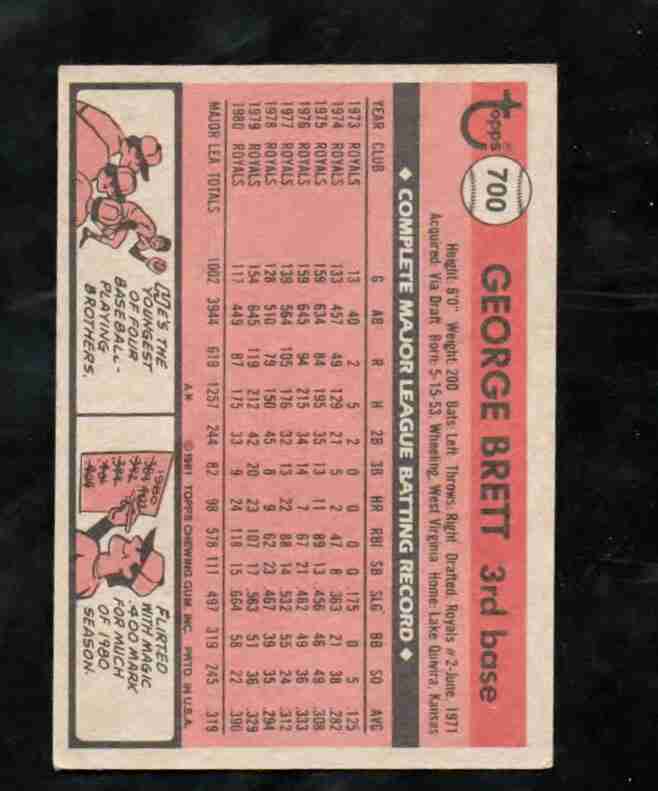 topps®
700
GEORGE BRETT 3rd base
Height: 6'0" Weight: 200 Bats: Left Throws: Right Drafted: Royals #2-June, 1971
Acquired: Via Draft Born: 5-15-53, Wheeling, West Virginia Home: Lake Quivira, Kansas
◆ COMPLETE MAJOR LEAGUE BATTING RECORD ◆
YEAR CLUB G AB R H 2B 3B HR RBI SB SLG BB SO AVG
1973 ROYALS 13 40 2 5 2 0 0 0 0 .175 0 5 .125
1974 ROYALS 133 457 49 129 21 5 2 47 8 .363 21 38 .282
1975 ROYALS 159 634 84 195 35 13 11 89 13 .456 46 49 .308
1976 ROYALS 159 645 94 215 34 14 7 67 21 .462 49 36 .333
1977 ROYALS 139 564 105 176 32 13 22 88 14 .532 55 24 .312
1978 ROYALS 128 510 79 150 45 8 9 62 23 .467 39 35 .294
1979 ROYALS 154 645 119 212 42 20 23 107 17 .563 51 36 .329
1980 ROYALS 117 449 87 175 33 9 24 118 15 .664 58 22 .390
MAJOR LEA. TOTALS 1002 3944 619 1257 244 82 98 578 111 .497 319 245 .319
A★ ©1981 TOPPS CHEWING GUM, INC. PRTD. IN U.S.A.
HE'S THE
YOUNGEST
OF FOUR
BASEBALL-
PLAYING
BROTHERS.
1980
FLIRTED
WITH MAGIC
.400 MARK
FOR MUCH
OF 1980
SEASON.